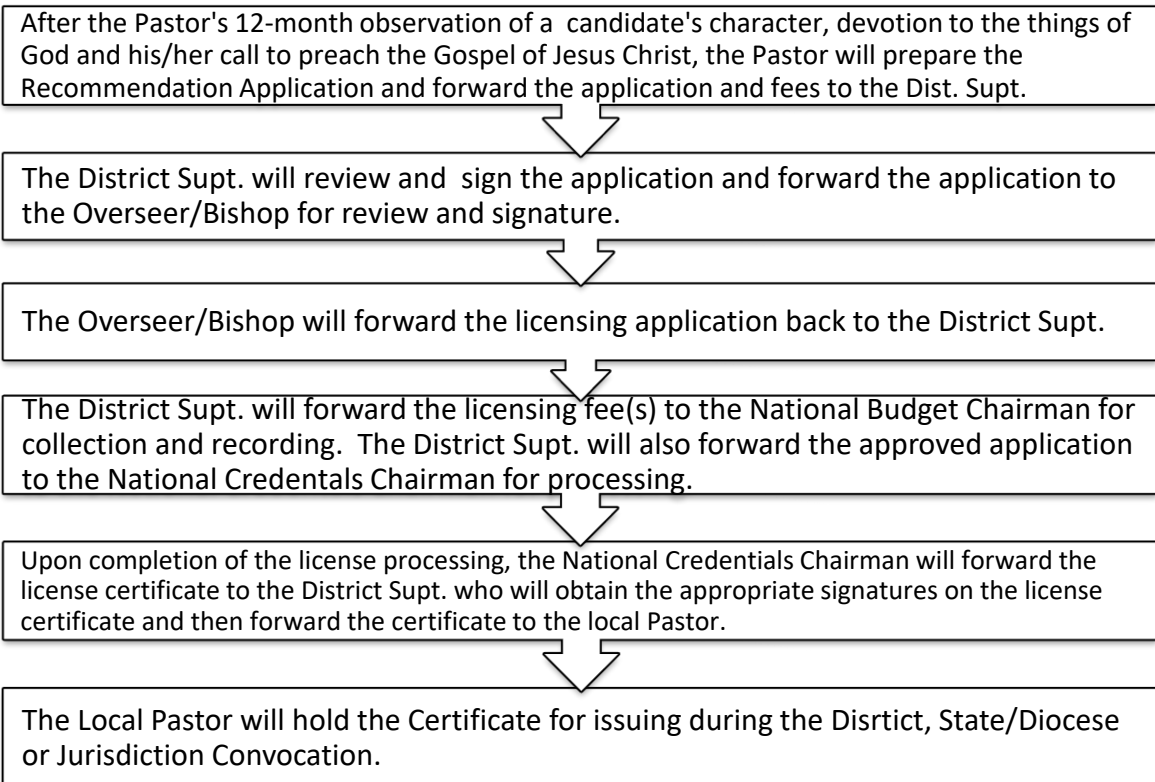 After the Pastor's 12-month observation of a  candidate's character, devotion to the things of
God and his/her call to preach the Gospel of Jesus Christ, the Pastor will prepare the
Recommendation Application and forward the application and fees to the Dist. Supt.
The District Supt. will review and  sign the application and forward the application to
the Overseer/Bishop for review and signature.
The Overseer/Bishop will forward the licensing application back to the District Supt.
The District Supt. will forward the licensing fee(s) to the National Budget Chairman for
collection and recording.  The District Supt. will also forward the approved application
to the National Credentals Chairman for processing.
Upon completion of the license processing, the National Credentials Chairman will forward the
license certificate to the District Supt. who will obtain the appropriate signatures on the license
certificate and then forward the certificate to the local Pastor.
The Local Pastor will hold the Certificate for issuing during the Disrtict, State/Diocese
or Jurisdiction Convocation.